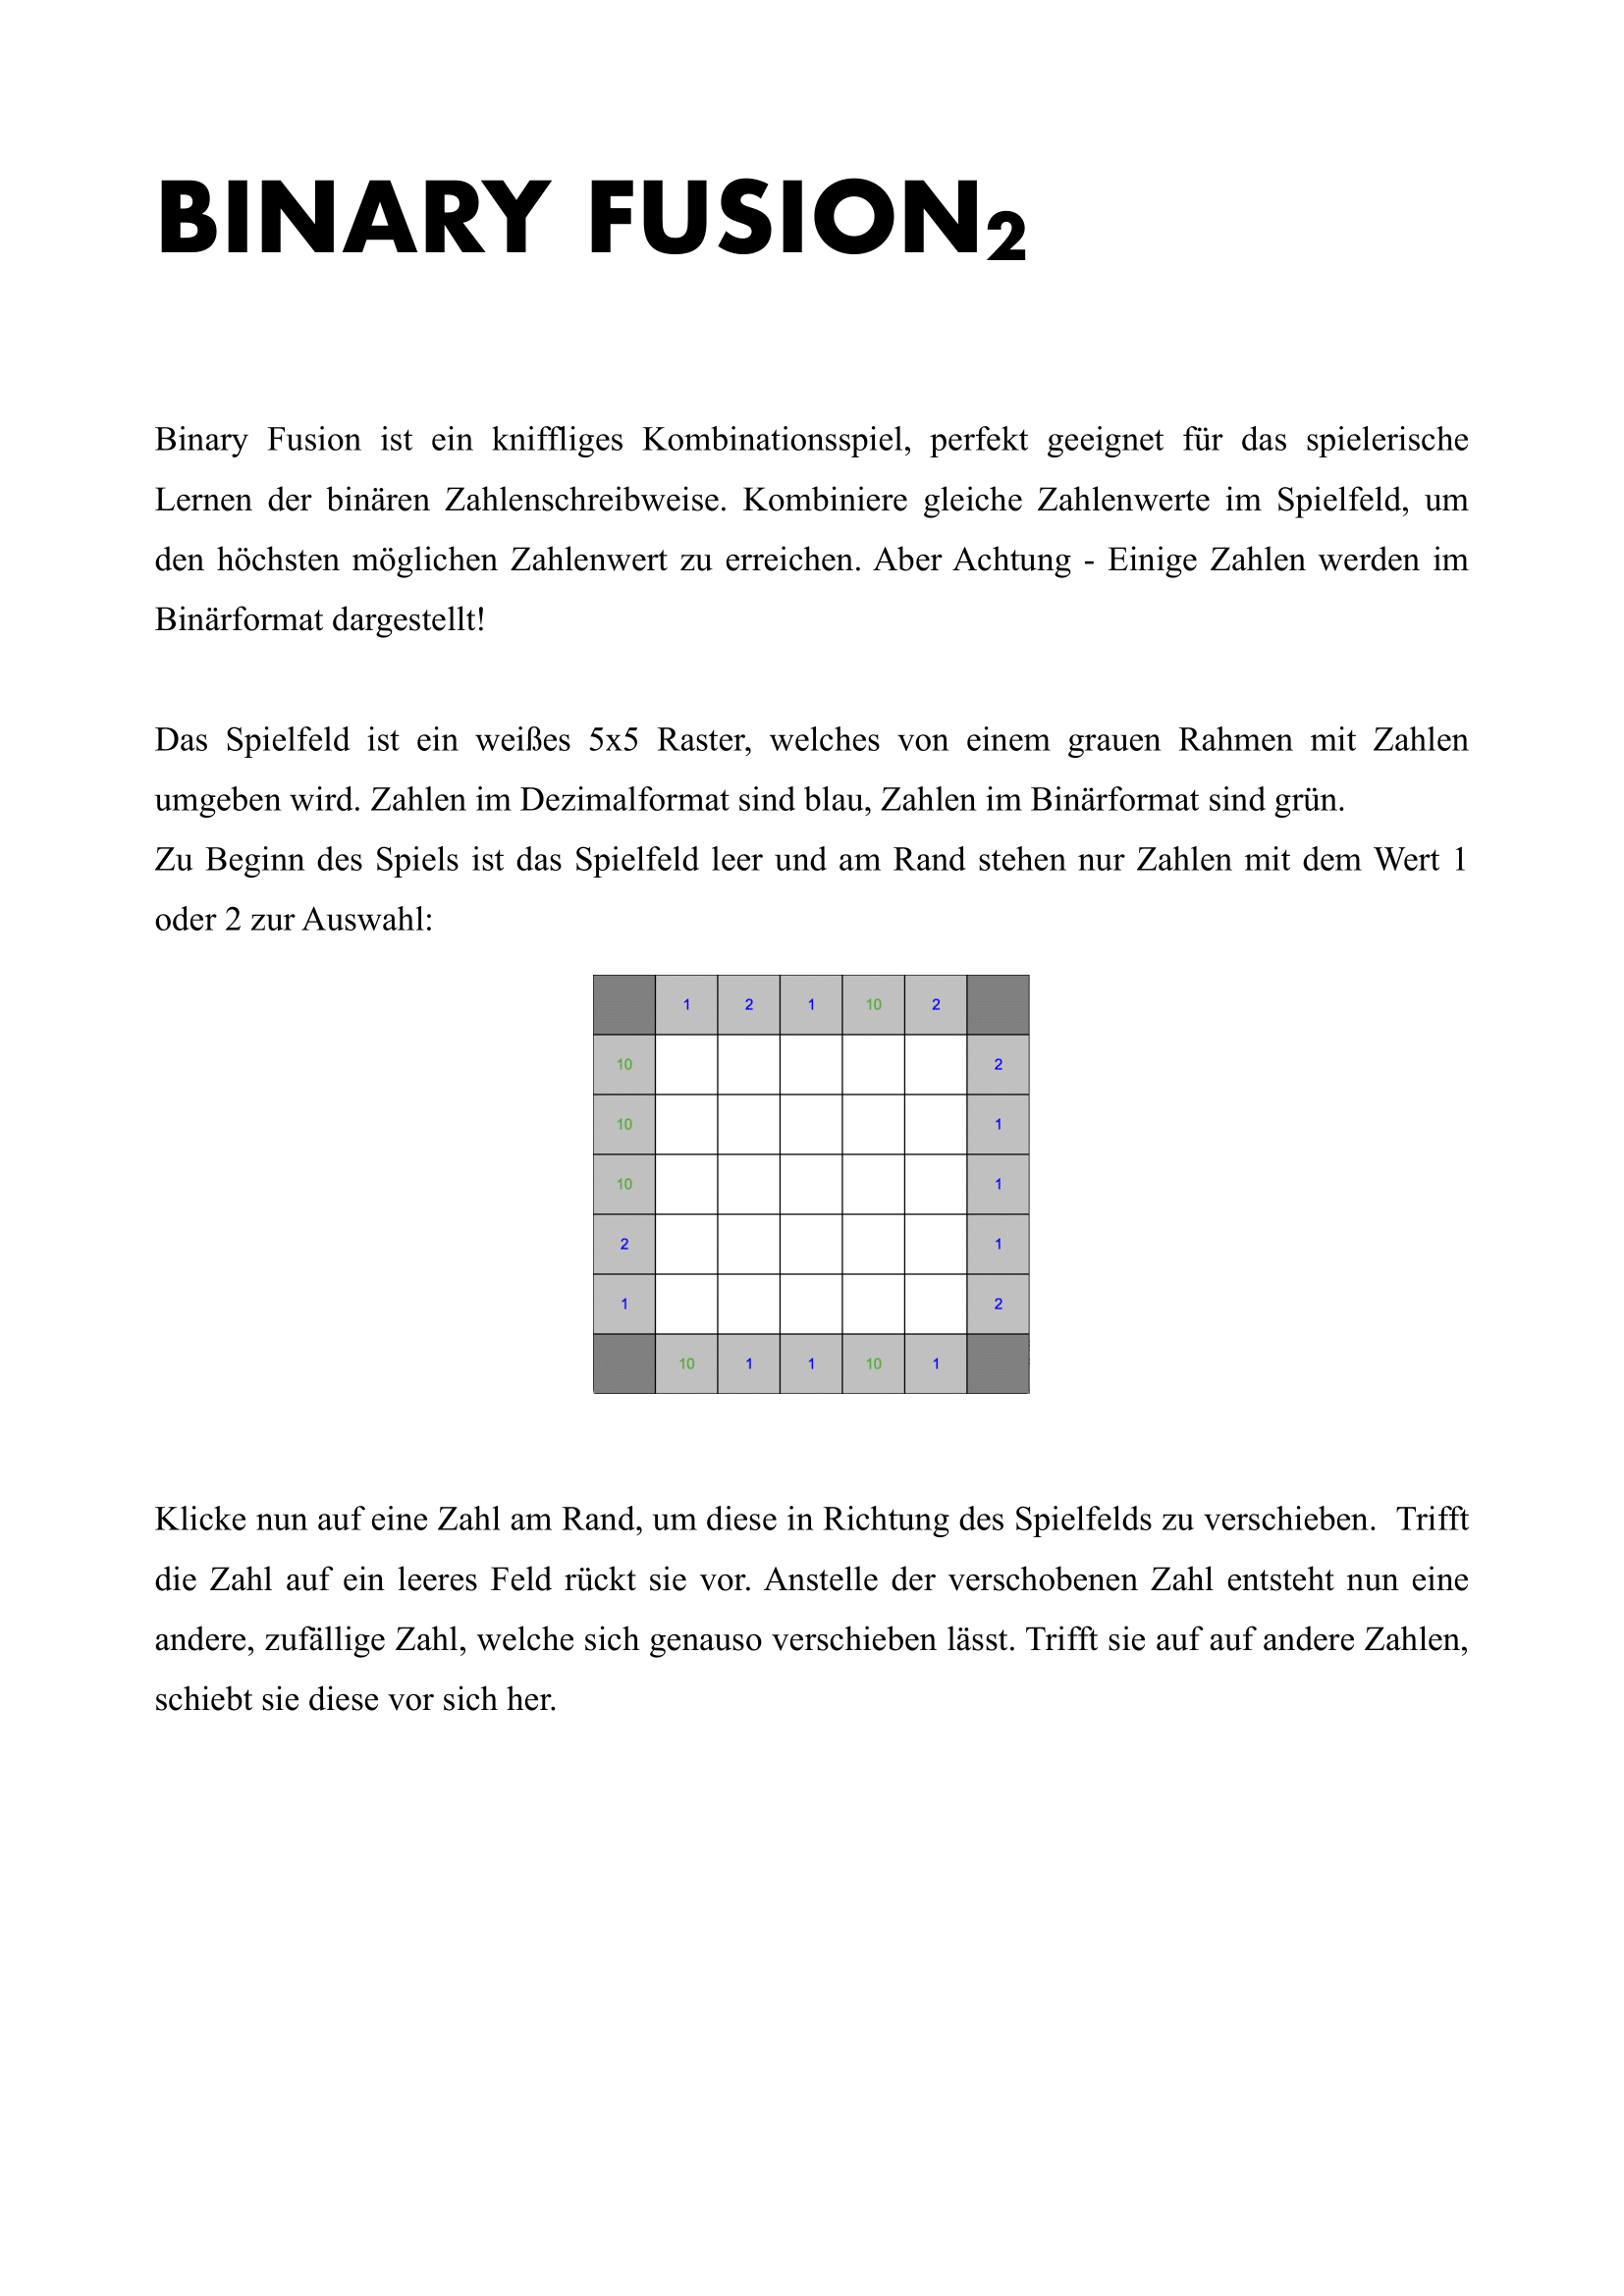 BINARY FUSION2
Binary Fusion ist ein kniffliges Kombinationsspiel, perfekt geeignet für das spielerische
Lernen der binären Zahlenschreibweise. Kombiniere gleiche Zahlenwerte im Spielfeld, um
den höchsten möglichen Zahlenwert zu erreichen. Aber Achtung - Einige Zahlen werden im
Binärformat dargestellt!
Das Spielfeld ist ein weißes 5x5 Raster, welches von einem grauen Rahmen mit Zahlen
umgeben wird. Zahlen im Dezimalformat sind blau, Zahlen im Binärformat sind grün.
Zu Beginn des Spiels ist das Spielfeld leer und am Rand stehen nur Zahlen mit dem Wert 1
oder 2 zur Auswahl:
1 2 1 10 2
10 2
10 1
10 1
2 1
1 2
10 1 1 10 1
Klicke nun auf eine Zahl am Rand, um diese in Richtung des Spielfelds zu verschieben. Trifft
die Zahl auf ein leeres Feld rückt sie vor. Anstelle der verschobenen Zahl entsteht nun eine
andere, zufällige Zahl, welche sich genauso verschieben lässt. Trifft sie auf auf andere Zahlen,
schiebt sie diese vor sich her.